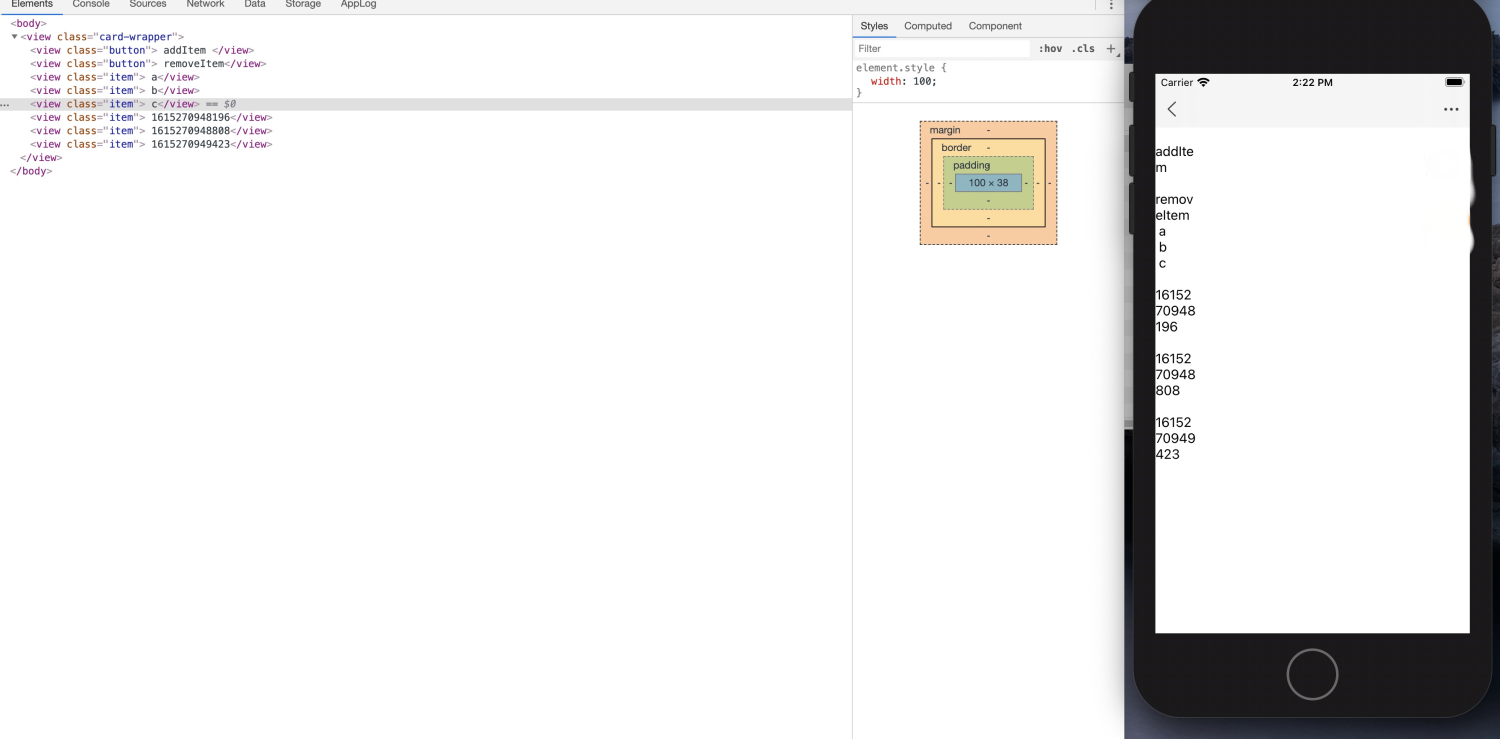 Elements Console Sources Network Data Storage AppLog
<body>
<view class="card-wrapper">
<view class="button"> addItem </view>
<view class="button"> removeItem</view>
<view class="item"> a</view>
<view class="item"> b</view>
... <view class="item"> c</view> == $0
<view class="item"> 1615270948196</view>
<view class="item"> 1615270948808</view>
<view class="item"> 1615270949423</view>
</view>
</body>
Styles Computed Component
Filter :hov .cls +
element.style {
width: 100;
}
margin -
border -
padding -
- - - 100 × 38 - - -
-
-
-
Carrier 2:22 PM
addIte
m
remov
eItem
a
b
c
16152
70948
196
16152
70948
808
16152
70949
423